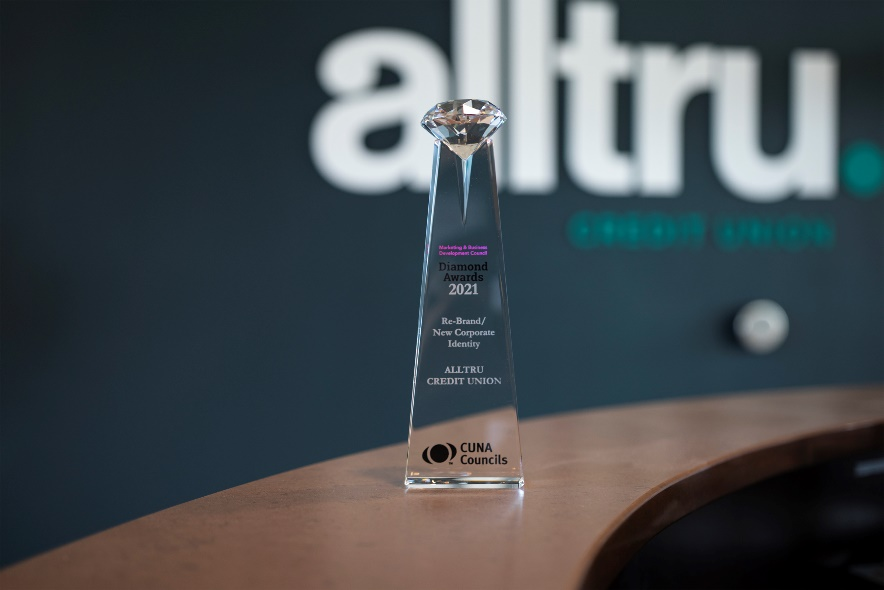 alltru.
CREDIT UNION
Marketing & Business
Development Council
Diamond
Awards
2021
Re-Brand/
New Corporate
Identity
ALLTRU
CREDIT UNION
CUNA
Councils